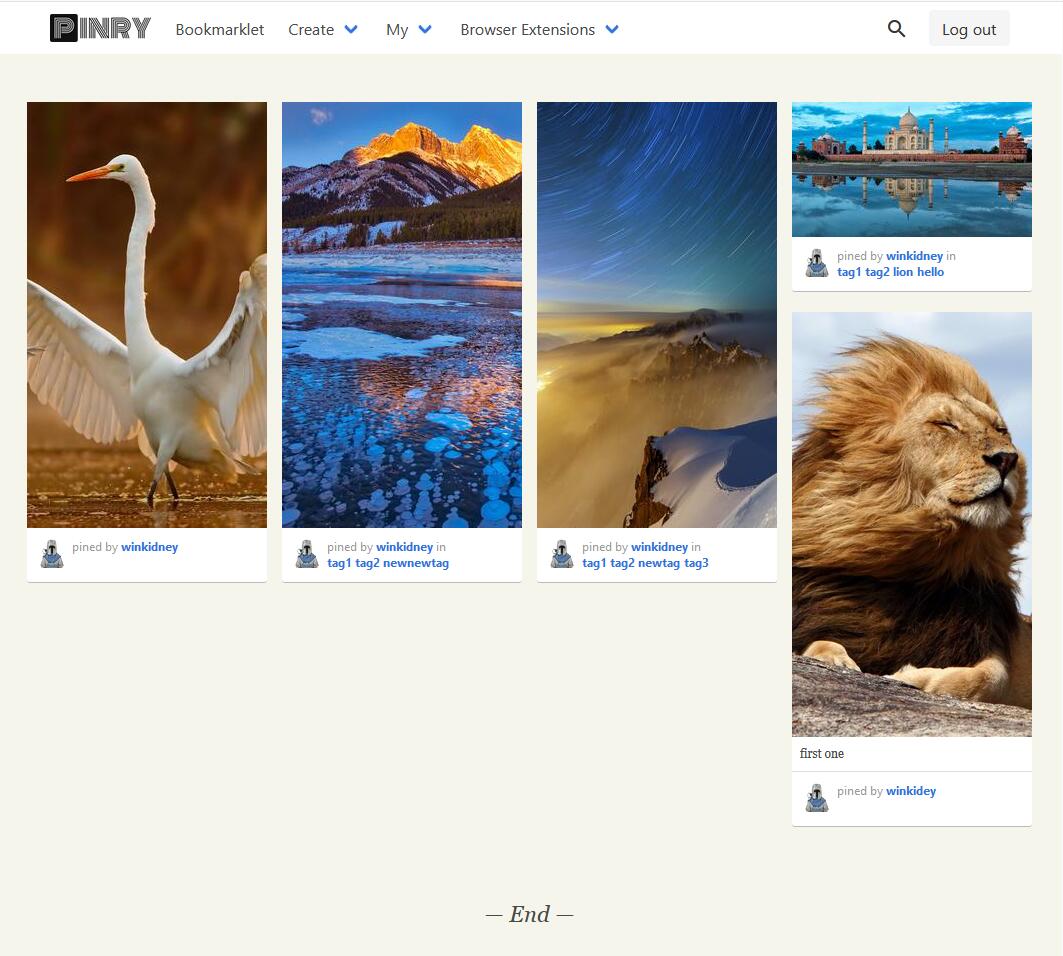 PINRY Bookmarklet Create My Browser Extensions Log out
pined by winkidney
pined by winkidney in
tag1 tag2 newnewtag
pined by winkidney in
tag1 tag2 newtag tag3
pined by winkidney in
tag1 tag2 lion hello
first one
pined by winkidey
— End —